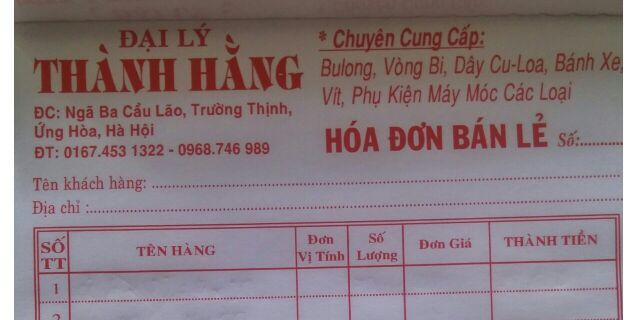 ĐẠI LÝ
THÀNH HẰNG
ĐC: Ngã Ba Cầu Lão, Trường Thịnh,
Ứng Hòa, Hà Hội
ĐT: 0167.453 1322 - 0968.746 989
* Chuyên Cung Cấp:
Bulong, Vòng Bi, Dây Cu-Loa, Bánh Xe,
Vít, Phụ Kiện Máy Móc Các Loại
HÓA ĐƠN BÁN LẺ Số:...........
Tên khách hàng: ................................................
Địa chỉ :................................................
SỐ TT TÊN HÀNG Đơn Vị Tính Số Lượng Đơn Giá THÀNH TIỀN
1
2